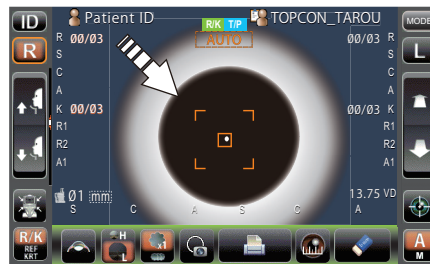 ID Patient ID R/K T/P TOPCON_TAROU MODE
R R 00/03 AUTO 00/03 R L
S S
C C
A A
K 00/03 00/03 K
R1 R1
R2 R2
A1 A1
01 mm 13.75 VD
S C A S C A
R/K REF KRT H L x1 A M